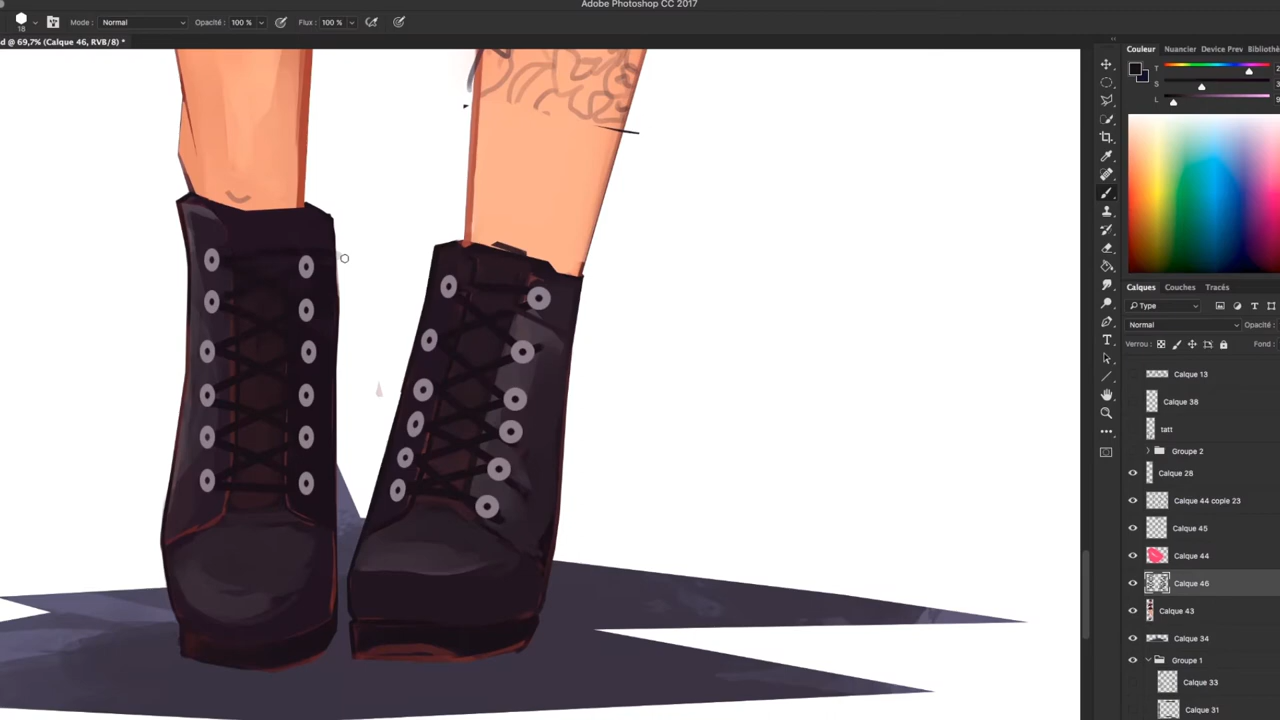 Adobe Photoshop CC 2017
18 Mode : Normal Opacité : 100 % Flux : 100 %
d @ 69,7% (Calque 46, RVB/8) *
Couleur Nuancier Device Prev Biblioth
T
S
L
Calques Couches Tracés
Type
Normal Opacité :
Verrou : Fond :
Calque 13
Calque 38
tatt
Groupe 2
Calque 28
Calque 44 copie 23
Calque 45
Calque 44
Calque 46
Calque 43
Calque 34
Groupe 1
Calque 33
Calque 31